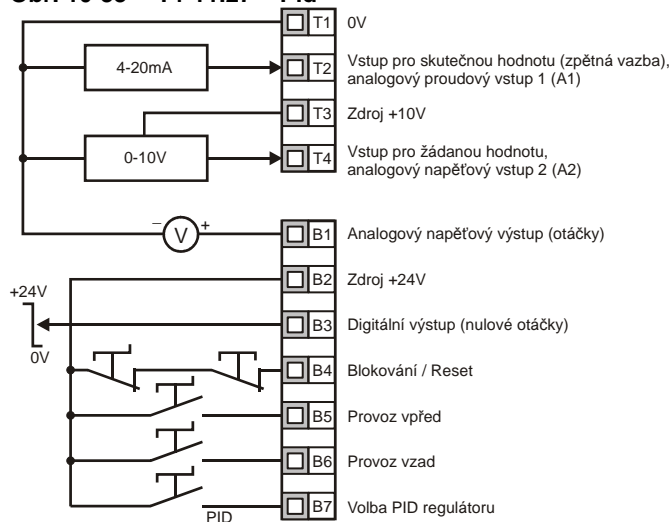 T1 0V
4-20mA
T2 Vstup pro skutečnou hodnotu (zpětná vazba),
analogový proudový vstup 1 (A1)
T3 Zdroj +10V
0-10V
T4 Vstup pro žádanou hodnotu,
analogový napěťový vstup 2 (A2)
− V +
B1 Analogový napěťový výstup (otáčky)
B2 Zdroj +24V
+24V
B3 Digitální výstup (nulové otáčky)
0V
B4 Blokování / Reset
B5 Provoz vpřed
B6 Provoz vzad
B7 Volba PID regulátoru
PID